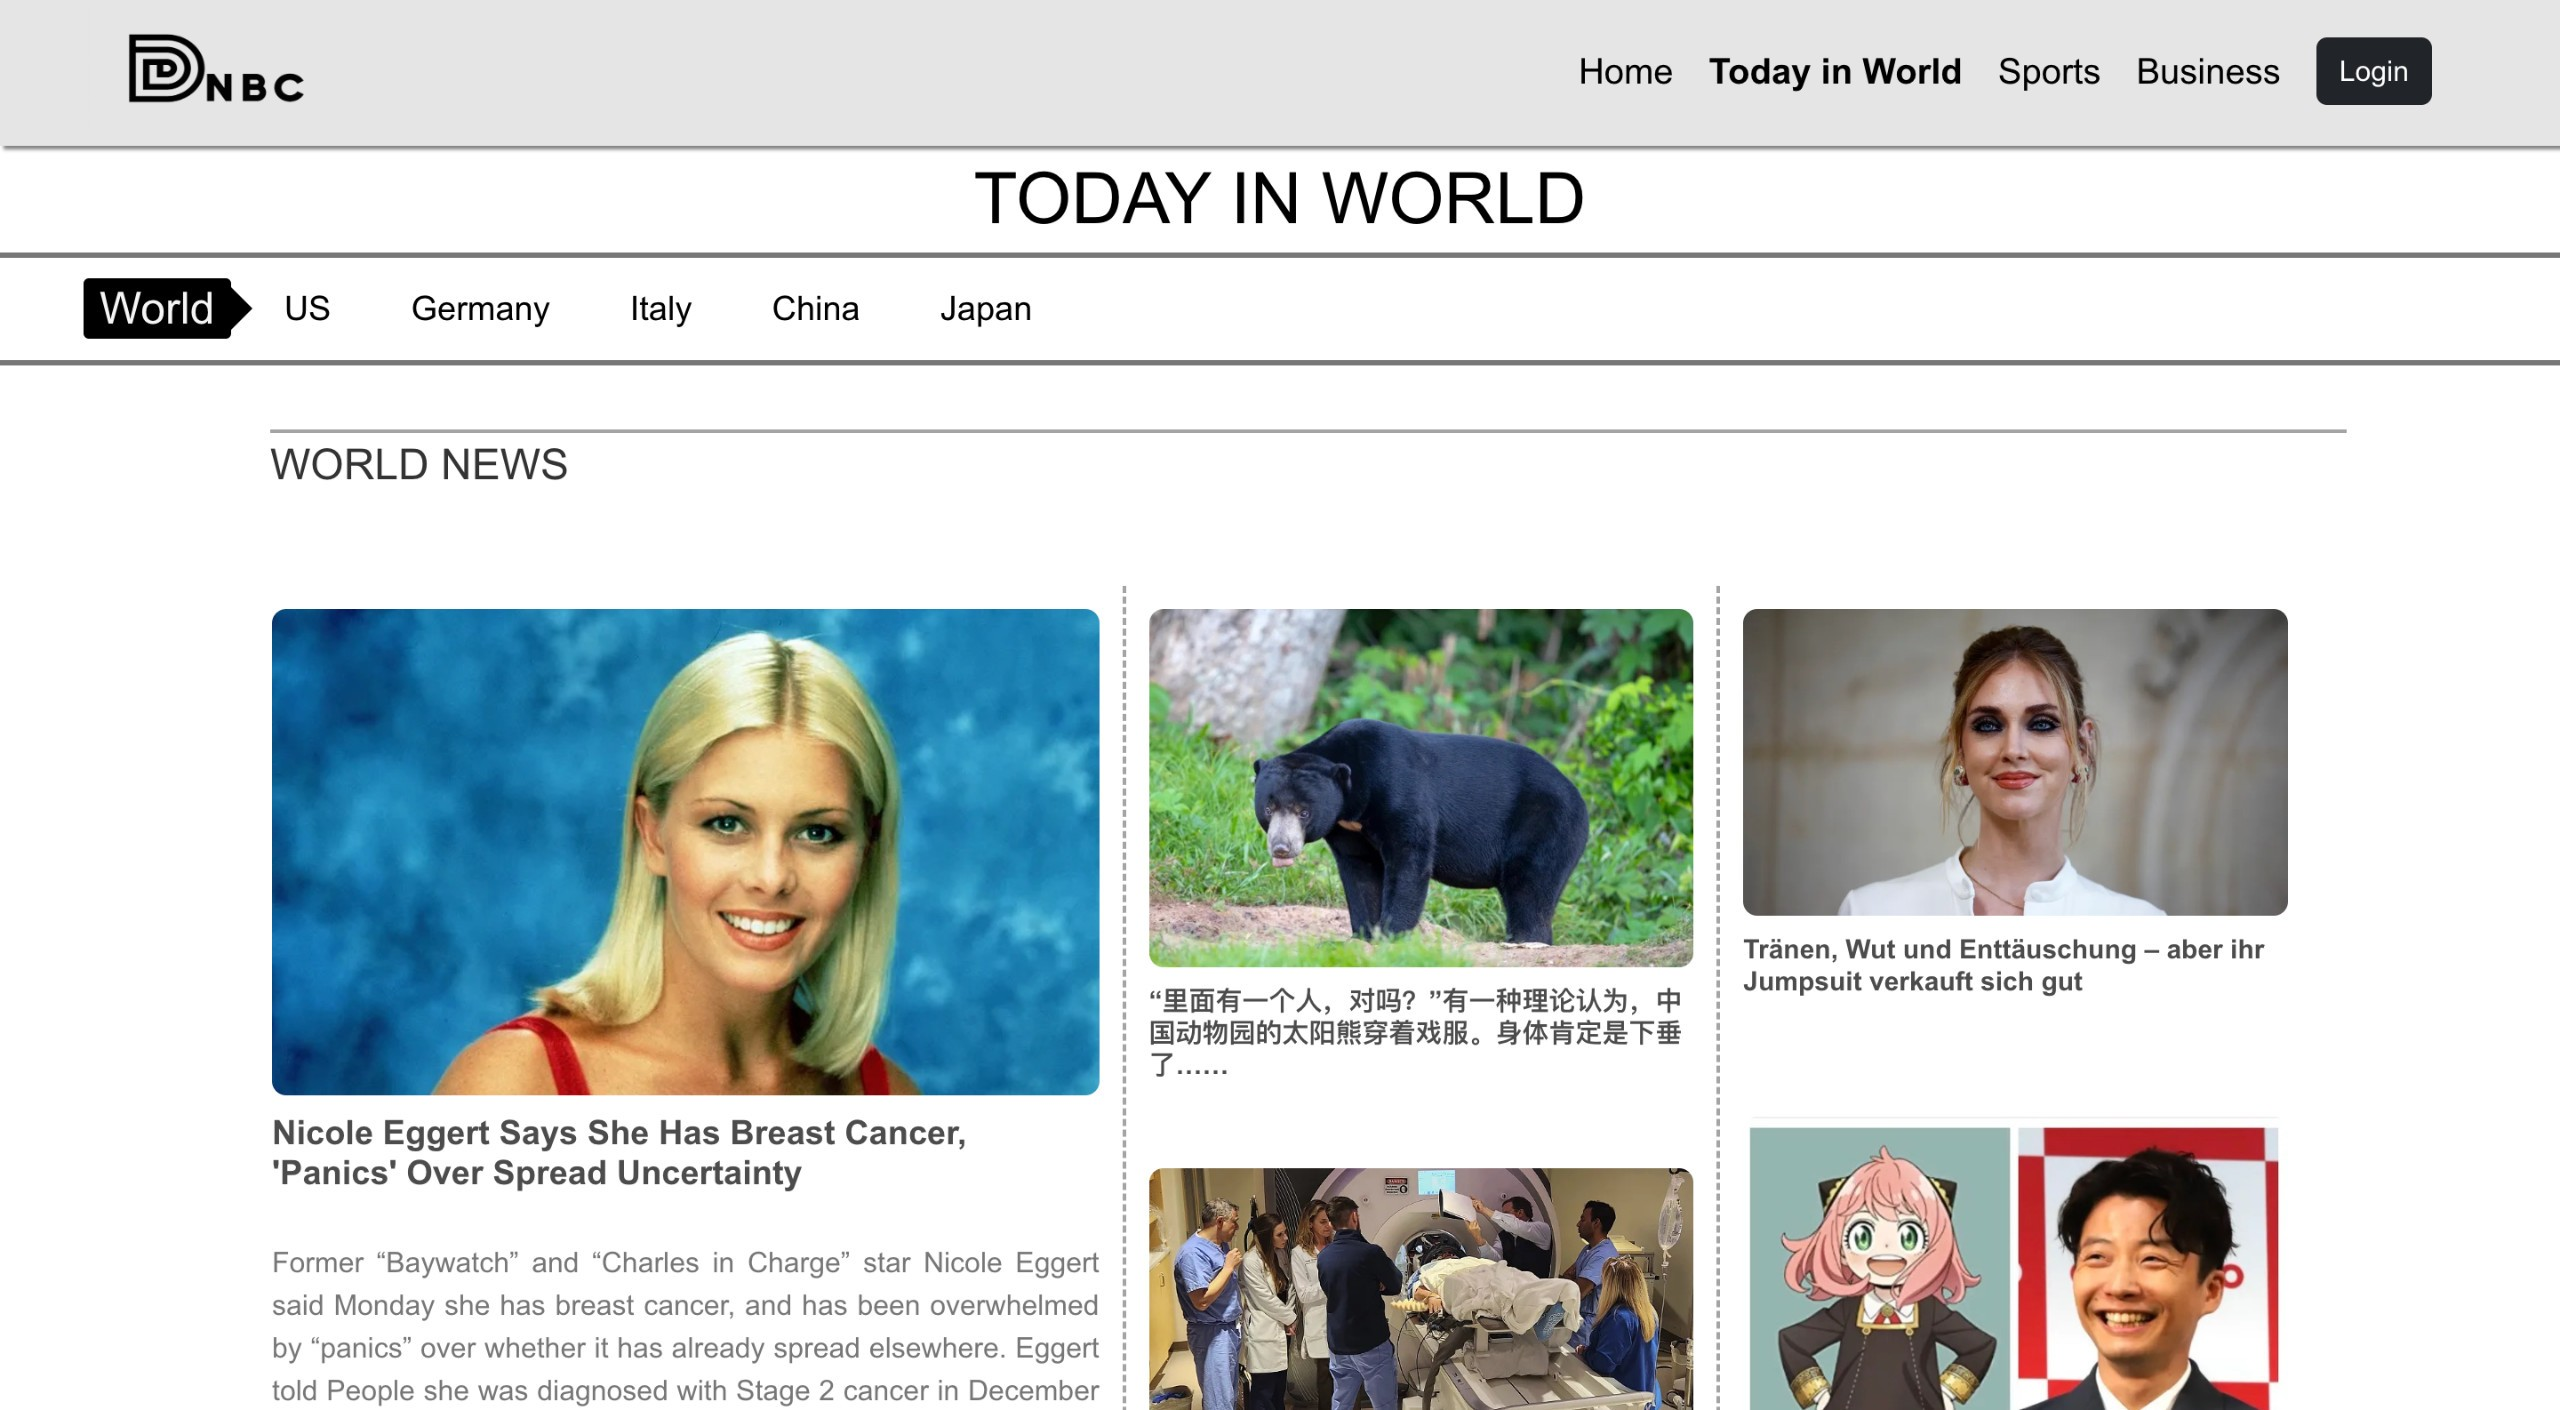 DNBC
Home
Today in World
Sports
Business
Login
TODAY IN WORLD
World
US
Germany
Italy
China
Japan
WORLD NEWS
Nicole Eggert Says She Has Breast Cancer,
'Panics' Over Spread Uncertainty
Former “Baywatch” and “Charles in Charge” star Nicole Eggert
said Monday she has breast cancer, and has been overwhelmed
by “panics” over whether it has already spread elsewhere. Eggert
told People she was diagnosed with Stage 2 cancer in December
“里面有一个人，对吗？”有一种理论认为，中
国动物园的太阳熊穿着戏服。身体肯定是下垂
了……
Tränen, Wut und Enttäuschung – aber ihr
Jumpsuit verkauft sich gut